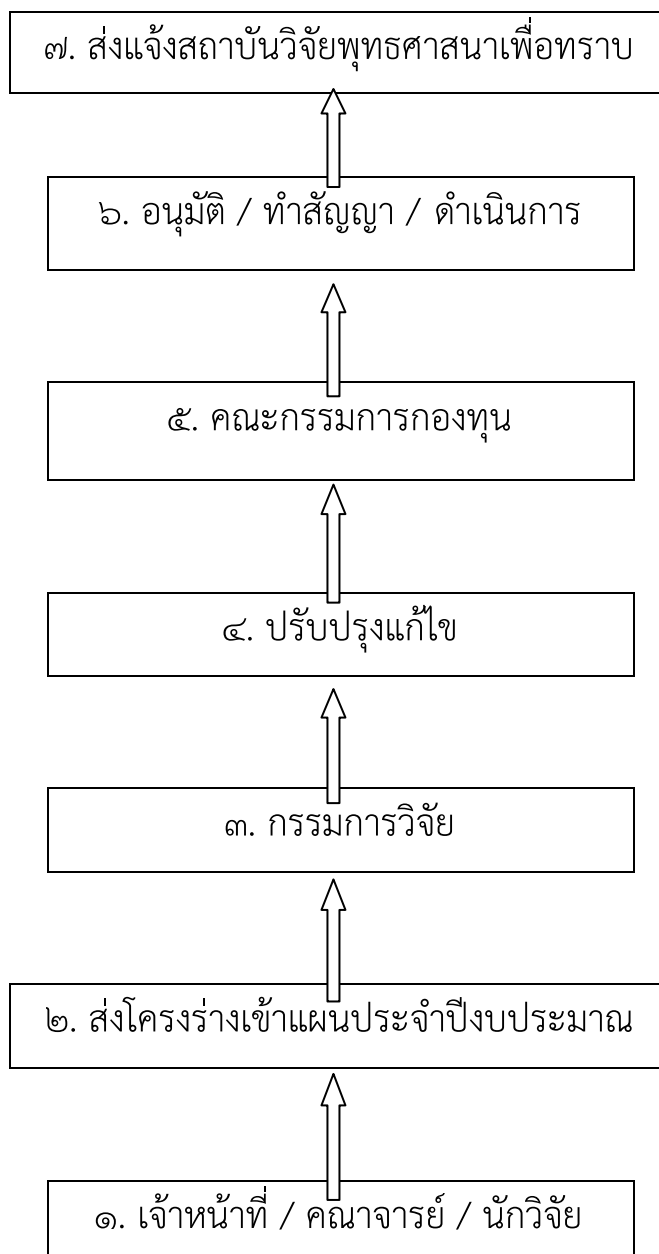 ๗. ส่งแจ้งสถาบันวิจัยพุทธศาสนาเพื่อทราบ
๖. อนุมัติ / ทำสัญญา / ดำเนินการ
๕. คณะกรรมการกองทุน
๔. ปรับปรุงแก้ไข
๓. กรรมการวิจัย
๒. ส่งโครงร่างเข้าแผนประจำปีงบประมาณ
๑. เจ้าหน้าที่ / คณาจารย์ / นักวิจัย